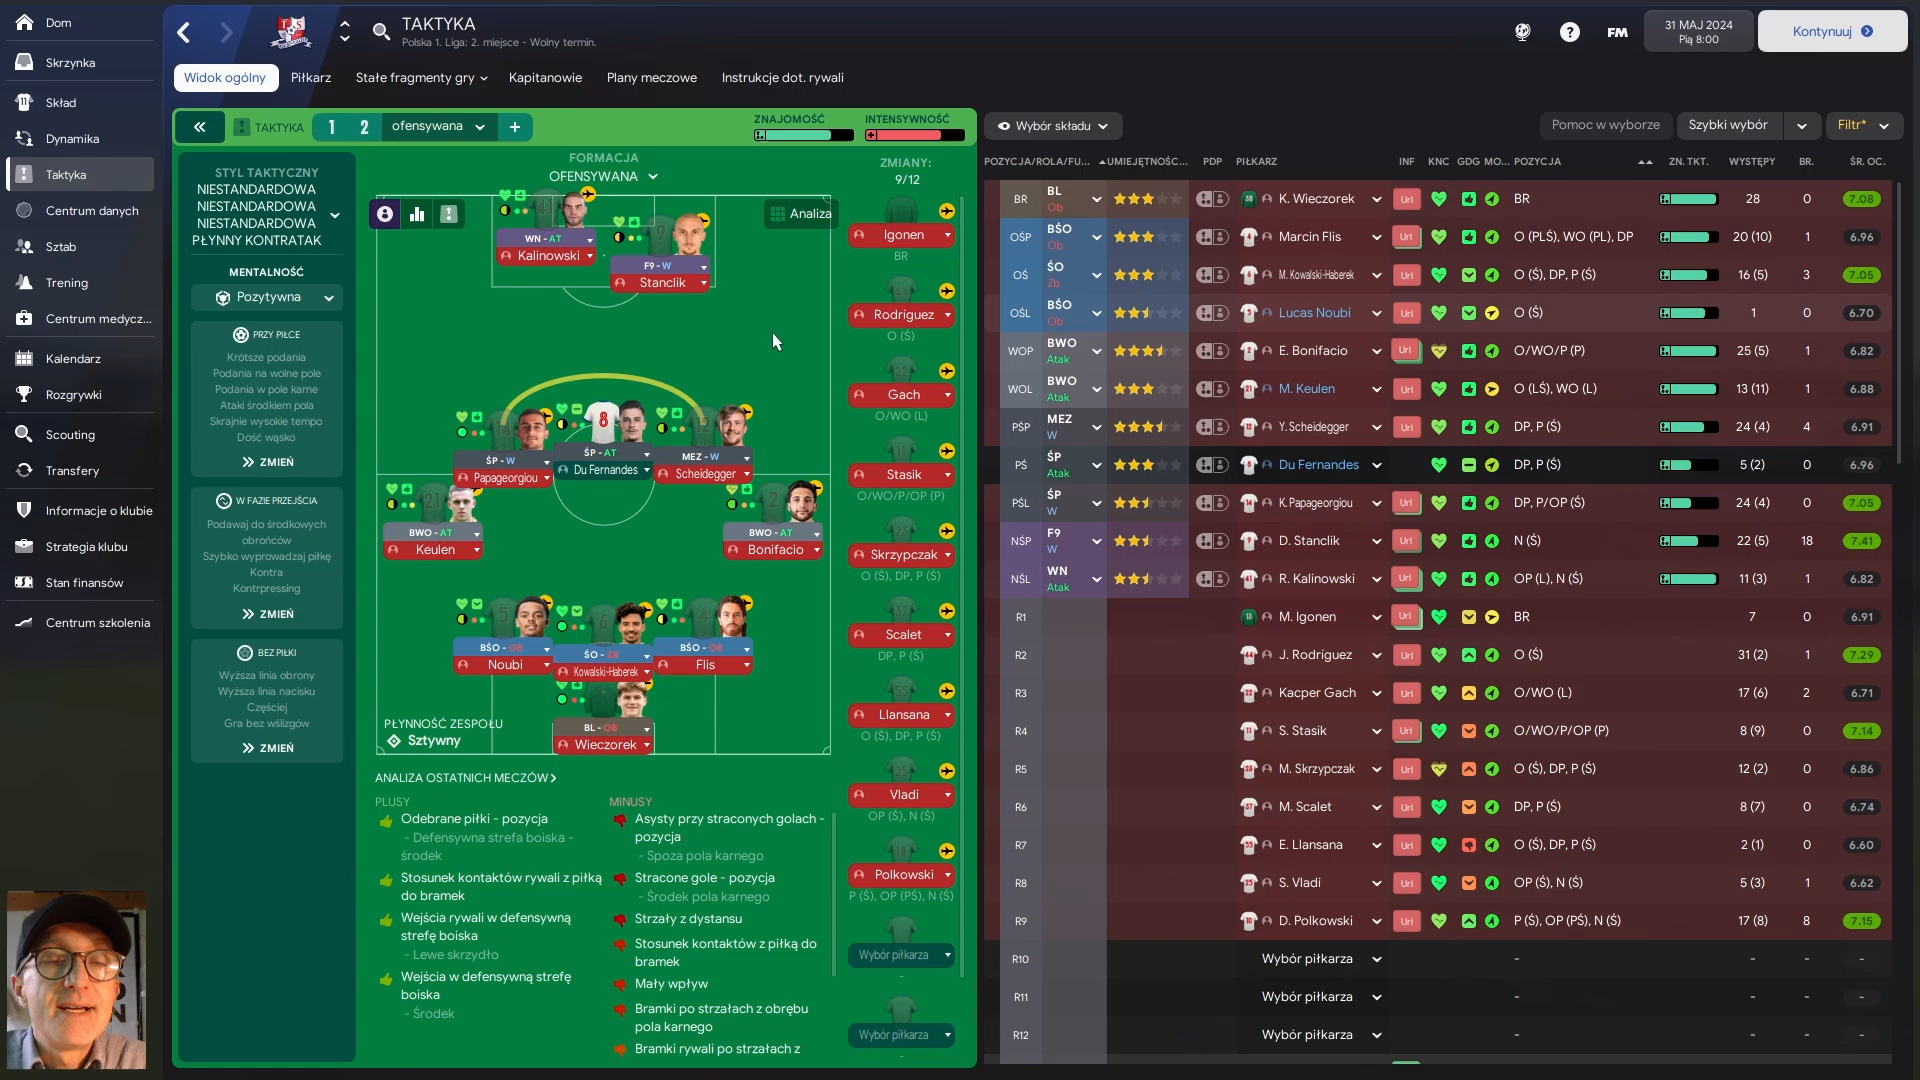 Dom
Skrzynka
Skład
Dynamika
Taktyka
Centrum danych
Sztab
Trening
Centrum medycz...
Kalendarz
Rozgrywki
Scouting
Transfery
Informacje o klubie
Strategia klubu
Stan finansów
Centrum szkolenia
TAKTYKA
Polska 1. Liga: 2. miejsce - Wolny termin.
FM
31 MAJ 2024
Pią 8:00
Kontynuuj
Widok ogólny
Piłkarz
Stałe fragmenty gry
Kapitanowie
Plany meczowe
Instrukcje dot. rywali
TAKTYKA 1 2 ofensywana +
ZNAJOMOŚĆ
INTENSYWNOŚĆ
STYL TAKTYCZNY
NIESTANDARDOWA
NIESTANDARDOWA
NIESTANDARDOWA
PŁYNNY KONTRATAK
MENTALNOŚĆ
Pozytywna
PRZY PIŁCE
Krótsze podania
Podania na wolne pole
Podania w pole karne
Ataki środkiem pola
Skrajnie wysokie tempo
Dość wąsko
ZMIEŃ
W FAZIE PRZEJŚCIA
Podawaj do środkowych
obrońców
Szybko wyprowadzaj piłkę
Kontra
Kontrpressing
ZMIEŃ
BEZ PIŁKI
Wyższa linia obrony
Wyższa linia nacisku
Częściej
Gra bez wślizgów
ZMIEŃ
FORMACJA
OFENSYWANA
Analiza
WN - AT
Kalinowski
F9 - W
Stanclik
ŚP - W
Papageorgiou
8
ŚP - AT
Du Fernandes
MEZ - W
Scheidegger
BWO - AT
Keulen
BWO - AT
Bonifacio
BŚO - OB
Noubi
ŚO - ZB
Kowalski-Haberek
BŚO - OB
Flis
BL - OB
Wieczorek
PŁYNNOŚĆ ZESPOŁU
Sztywny
ZMIANY:
9/12
Igonen
BR
Rodríguez
O (Ś)
Gach
O/WO (L)
Stasik
O/WO/P/OP (P)
Skrzypczak
O (Ś), DP, P (Ś)
Scalet
DP, P (Ś)
Llansana
O (Ś), DP, P (Ś)
Vladi
OP (Ś), N (Ś)
Polkowski
P (Ś), OP (PŚ), N (Ś)
Wybór piłkarza
-
Wybór piłkarza
-
ANALIZA OSTATNICH MECZÓW
PLUSY
Odebrane piłki - pozycja
- Defensywna strefa boiska -
środek
Stosunek kontaktów rywali z piłką
do bramek
Wejścia rywali w defensywną
strefę boiska
- Lewe skrzydło
Wejścia w defensywną strefę
boiska
- Środek
MINUSY
Asysty przy straconych golach -
pozycja
- Spoza pola karnego
Stracone gole - pozycja
- Środek pola karnego
Strzały z dystansu
Stosunek kontaktów z piłką do
bramek
Mały wpływ
Bramki po strzałach z obrębu
pola karnego
Bramki rywali po strzałach z
Wybór składu
Pomoc w wyborze
Szybki wybór
Filtr*
POZYCJA/ROLA/FU... UMIEJĘTNOŚC... PDP PIŁKARZ INF KNC GDG MO... POZYCJA ZN. TKT. WYSTĘPY BR. ŚR. OC.
BR BL Ob K. Wieczorek Url BR 28 0 7.08
OŚP BŚO Ob Marcin Flis Url O (PLŚ), WO (PL), DP 20 (10) 1 6.96
OŚ ŚO Zb M. Kowalski-Haberek Url O (Ś), DP, P (Ś) 16 (5) 3 7.05
OŚL BŚO Ob Lucas Noubi Url O (Ś) 1 0 6.70
WOP BWO Atak E. Bonifacio Url O/WO/P (P) 25 (5) 1 6.82
WOL BWO Atak M. Keulen Url O (LŚ), WO (L) 13 (11) 1 6.88
PŚP MEZ W Y. Scheidegger Url DP, P (Ś) 24 (4) 4 6.91
PŚ ŚP Atak Du Fernandes DP, P (Ś) 5 (2) 0 6.96
PŚL ŚP W K. Papageorgiou Url DP, P/OP (Ś) 24 (4) 0 7.05
NŚP F9 W D. Stanclik Url N (Ś) 22 (5) 18 7.41
NŚL WN Atak R. Kalinowski Url OP (L), N (Ś) 11 (3) 1 6.82
R1 M. Igonen Url BR 7 0 6.91
R2 J. Rodríguez Url O (Ś) 31 (2) 1 7.29
R3 Kacper Gach Url O/WO (L) 17 (6) 2 6.71
R4 S. Stasik Url O/WO/P/OP (P) 8 (9) 0 7.14
R5 M. Skrzypczak Url O (Ś), DP, P (Ś) 12 (2) 0 6.86
R6 M. Scalet Url DP, P (Ś) 8 (7) 0 6.74
R7 E. Llansana Url O (Ś), DP, P (Ś) 2 (1) 0 6.60
R8 S. Vladi Url OP (Ś), N (Ś) 5 (3) 1 6.62
R9 D. Polkowski Url P (Ś), OP (PŚ), N (Ś) 17 (8) 8 7.15
R10 Wybór piłkarza - - - -
R11 Wybór piłkarza - - - -
R12 Wybór piłkarza - - - -